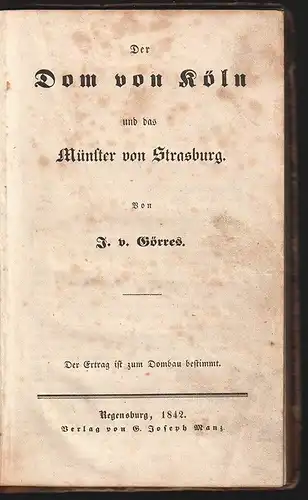 Der
Dom von Köln
und das
Münster von Strasburg.
Von
J. v. Görres.
Der Ertrag ist zum Dombau bestimmt.
Regensburg, 1842.
Verlag von G. Joseph Manz.